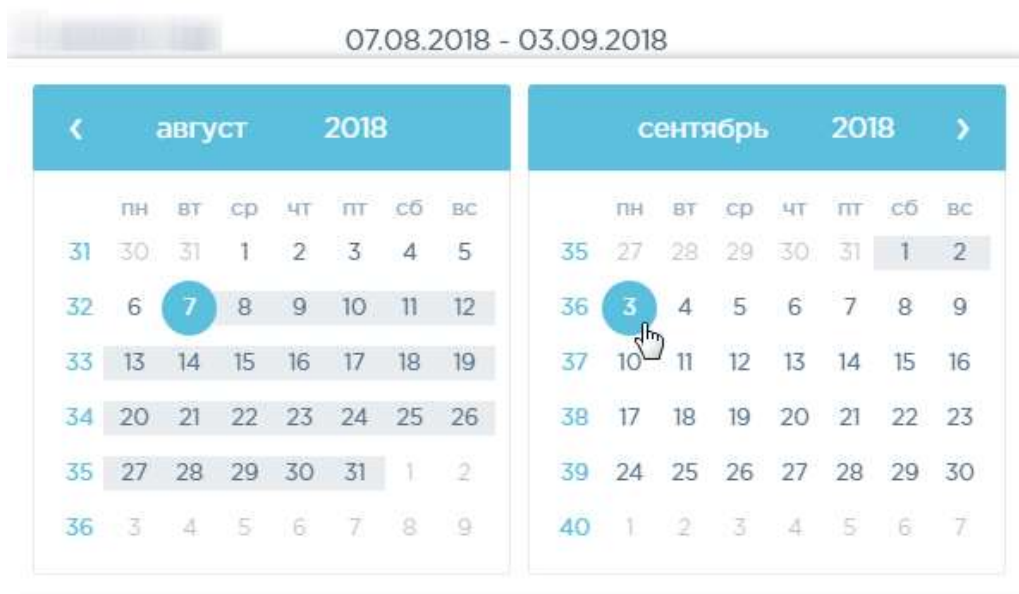 07.08.2018 - 03.09.2018
август 2018
пн вт ср чт пт сб вс
31 30 31 1 2 3 4 5
32 6 7 8 9 10 11 12
33 13 14 15 16 17 18 19
34 20 21 22 23 24 25 26
35 27 28 29 30 31 1 2
36 3 4 5 6 7 8 9
сентябрь 2018
пн вт ср чт пт сб вс
35 27 28 29 30 31 1 2
36 3 4 5 6 7 8 9
37 10 11 12 13 14 15 16
38 17 18 19 20 21 22 23
39 24 25 26 27 28 29 30
40 1 2 3 4 5 6 7